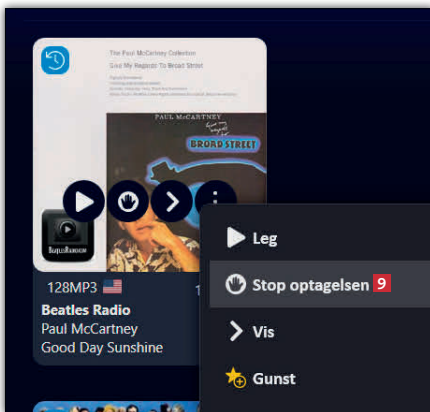 The Paul McCartney Collection
Give My Regards To Broad Street
PAUL McCARTNEY
BROAD STREET
Leg
Stop optagelsen 9
128MP3
Beatles Radio
Vis
Paul McCartney
Good Day Sunshine
Gunst